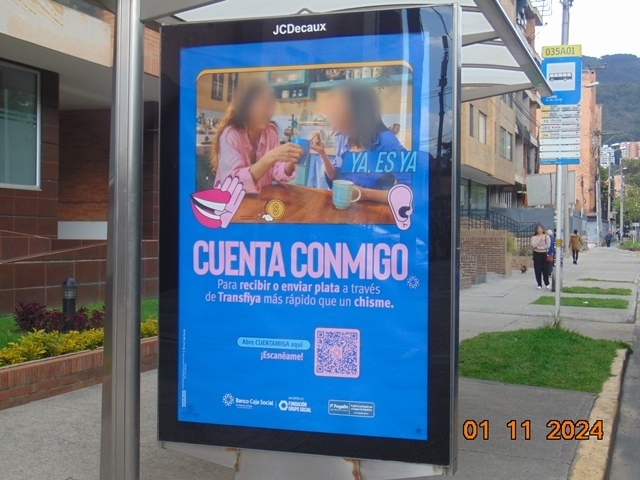 JCDecaux
035A01
YA, ES YA
CUENTA CONMIGO
Para recibir o enviar plata a través
de Transfiya más rápido que un chisme.
Abre CUENTAMIGA aquí
¡Escanéame!
Banco Caja Social
FUNDACIÓN
GRUPO SOCIAL
01 11 2024